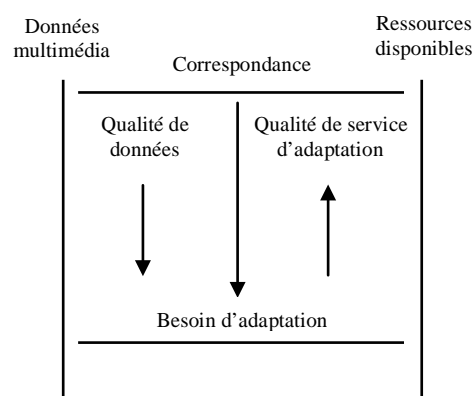 Données
multimédia
Ressources
disponibles
Correspondance
Qualité de
données
Qualité de service
d’adaptation
Besoin d’adaptation